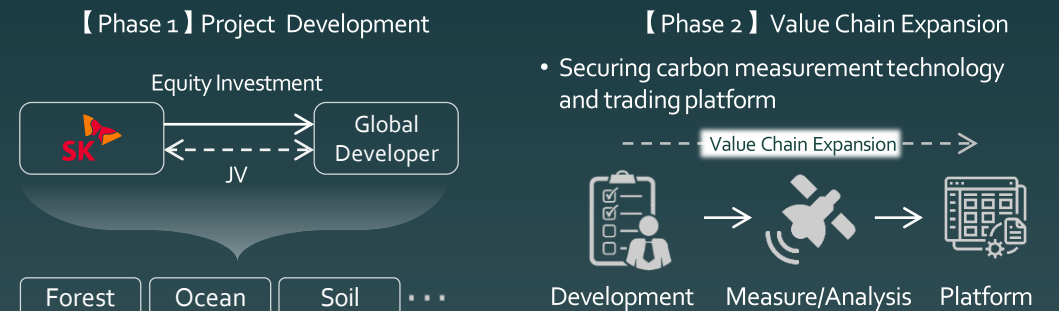 【Phase 1】Project Development
Equity Investment
SK
Global
Developer
JV
Forest
Ocean
Soil
...
【Phase 2】Value Chain Expansion
• Securing carbon measurement technology
and trading platform
Value Chain Expansion
Development
Measure/Analysis
Platform